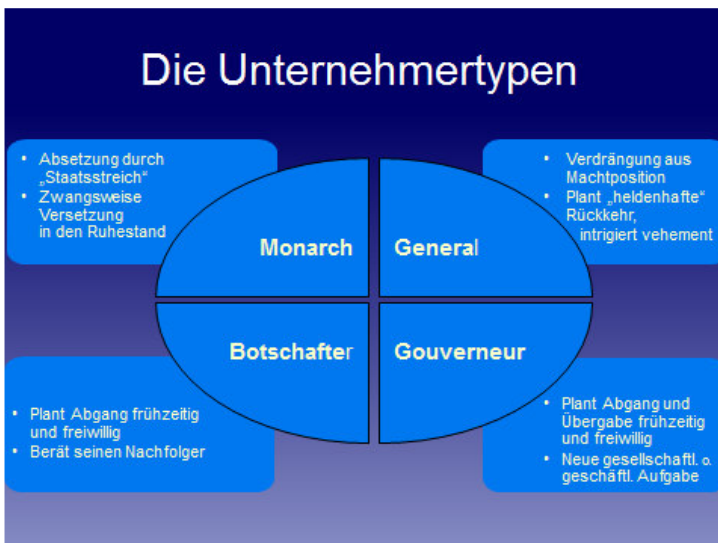 Die Unternehmertypen
• Absetzung durch
„Staatsstreich“
• Zwangsweise
Versetzung
in den Ruhestand
• Verdrängung aus
Machtposition
• Plant „heldenhafte“
Rückkehr,
intrigiert vehement
Monarch
General
Botschafter
Gouverneur
• Plant Abgang frühzeitig
und freiwillig
• Berät seinen Nachfolger
• Plant Abgang und
Übergabe frühzeitig
und freiwillig
• Neue gesellschaftl. o.
geschäftl. Aufgabe